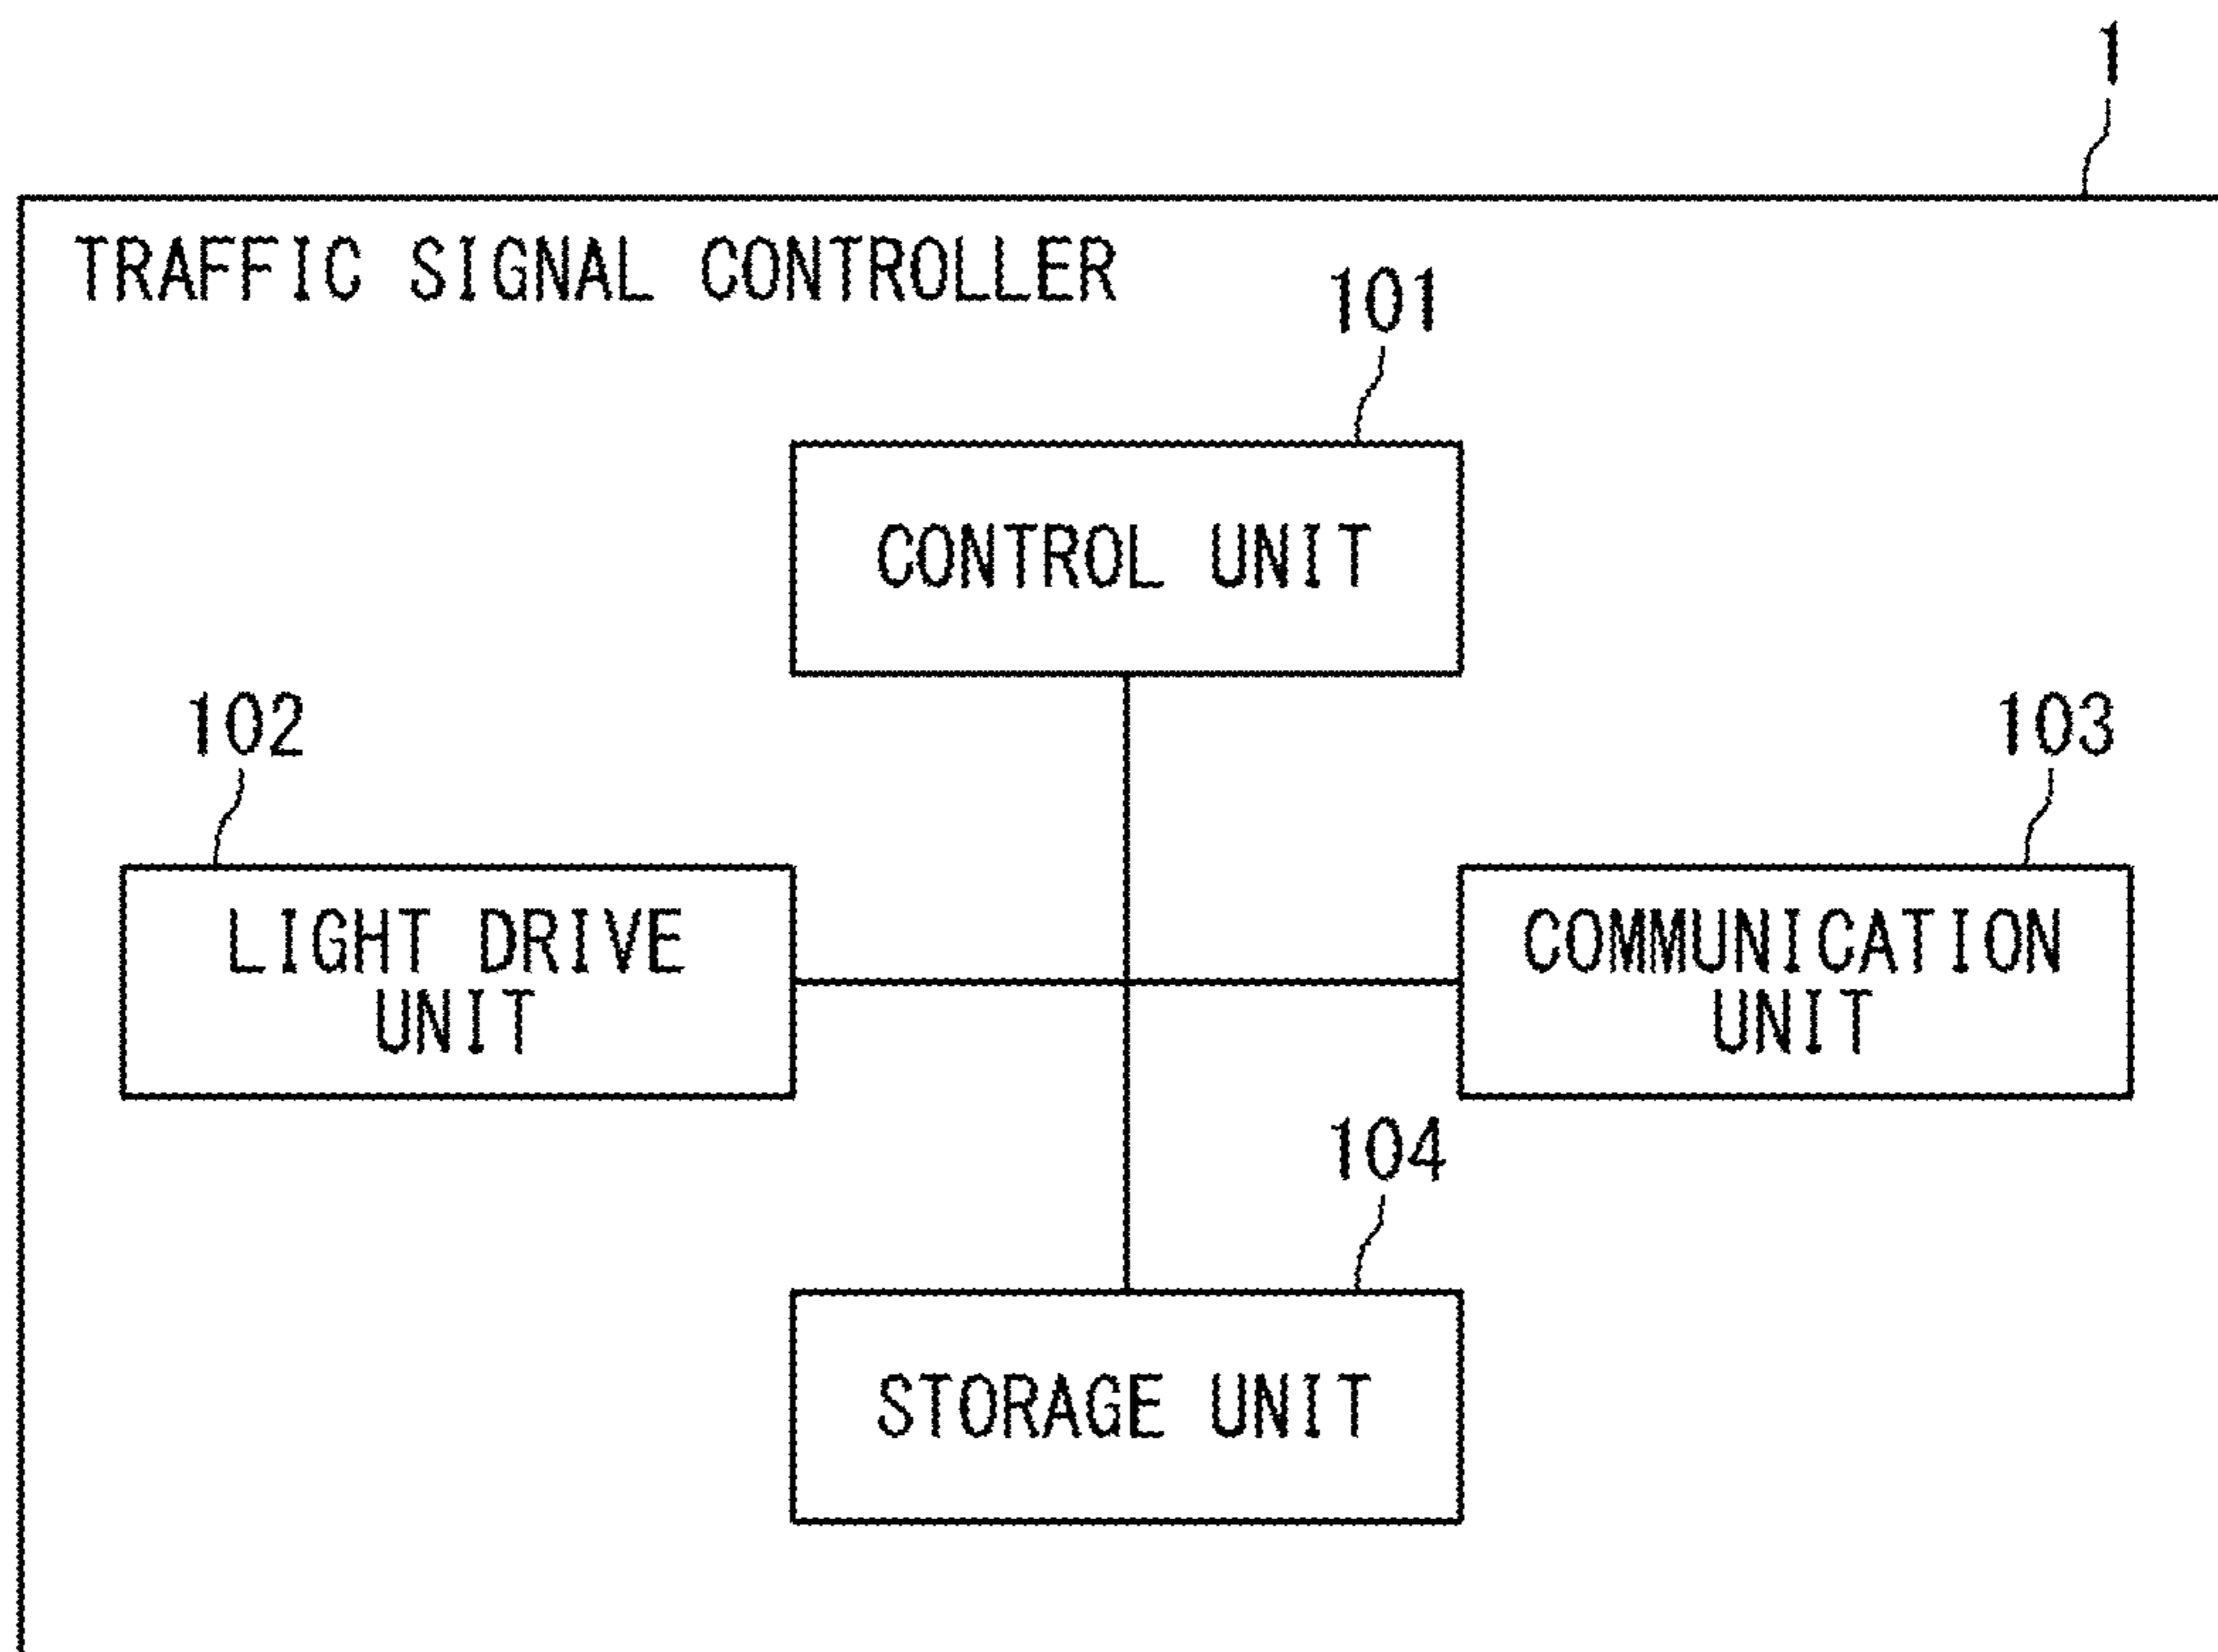 1
TRAFFIC SIGNAL CONTROLLER
101
CONTROL UNIT
102
103
LIGHT DRIVE
UNIT
COMMUNICATION
UNIT
104
STORAGE UNIT